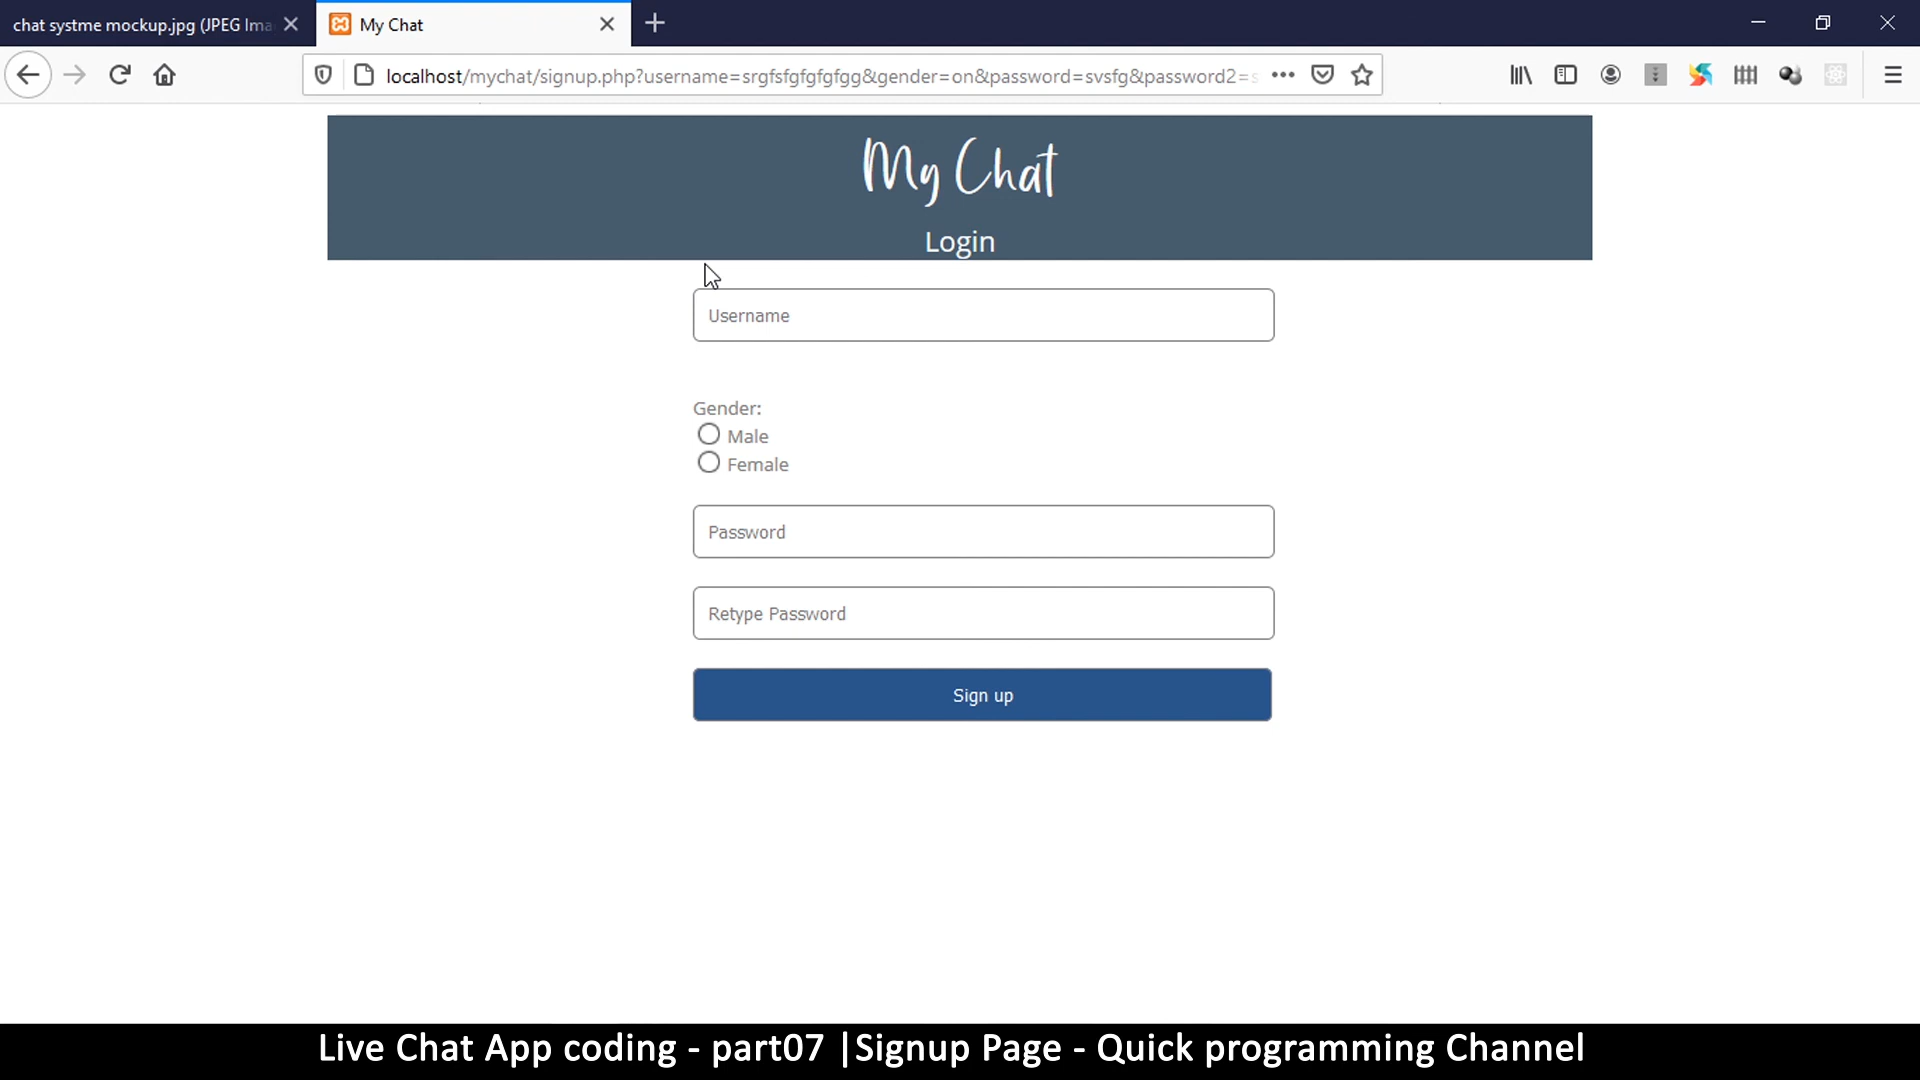 chat systme mockup.jpg (JPEG Ima
My Chat
localhost/mychat/signup.php?username=srgfsfgfgfgfgg&gender=on&password=svsfg&password2=s
My Chat
Login
Username
Gender:
Male
Female
Password
Retype Password
Sign up
Live Chat App coding - part07 |Signup Page - Quick programming Channel